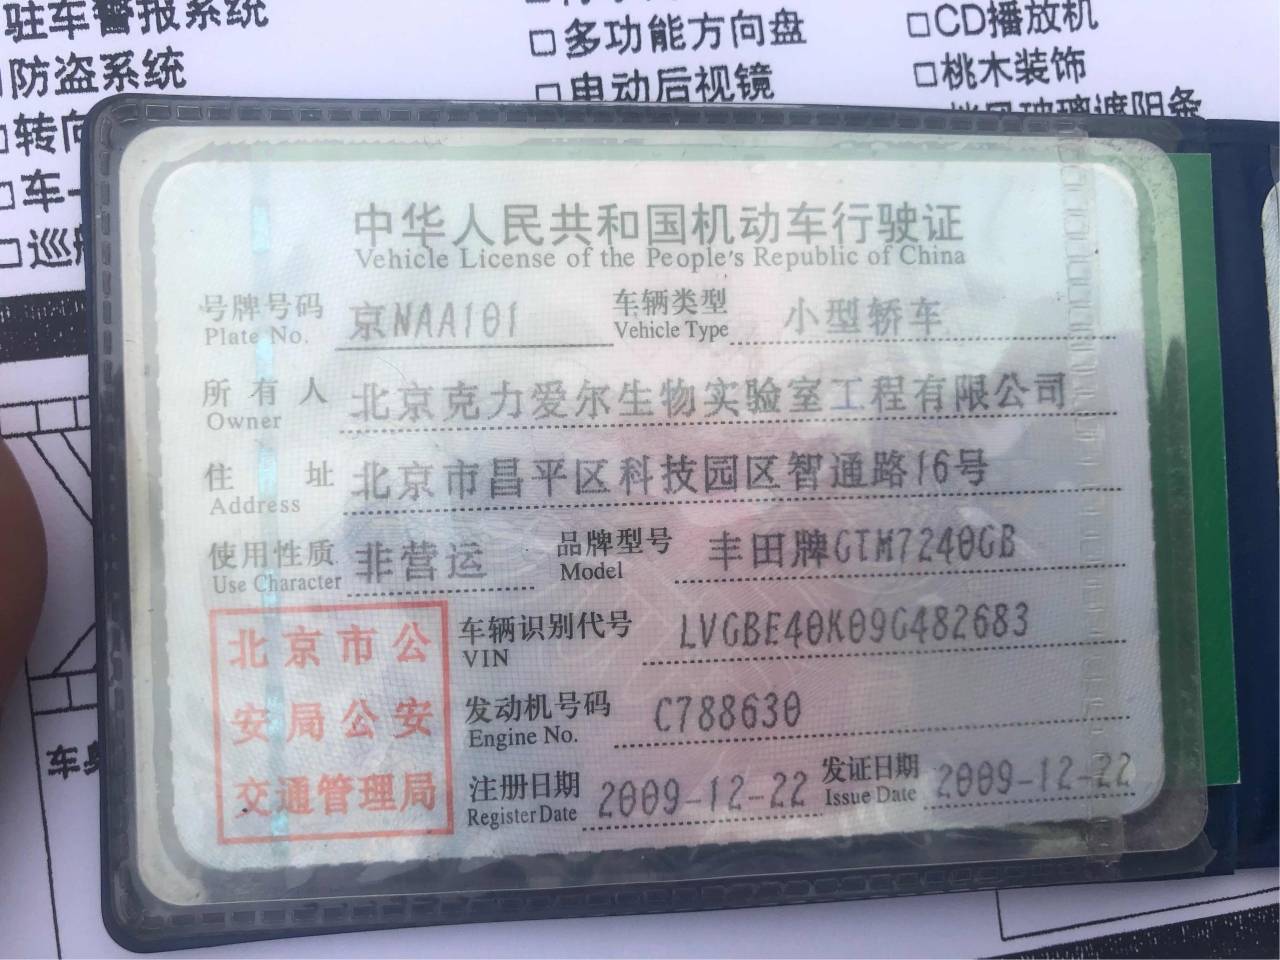 驻车警报系统
防盗系统
□转向
□车一
□巡航
□多功能方向盘
□电动后视镜
□CD播放机
□桃木装饰
中华人民共和国机动车行驶证
Vehicle License of the People's Republic of China
号牌号码 京NAA101 车辆类型 小型轿车
Plate No. Vehicle Type
所有人 北京克力爱尔生物实验室工程有限公司
Owner
住址 北京市昌平区科技园区智通路16号
Address
使用性质 非营运 品牌型号 丰田牌GTM7240GB
Use Character Model
北京市公
安局公安
交通管理局
车辆识别代号 LVGBE40K09G482683
VIN
发动机号码 C788630
Engine No.
注册日期 2009-12-22 发证日期 2009-12-22
Register Date Issue Date
车身